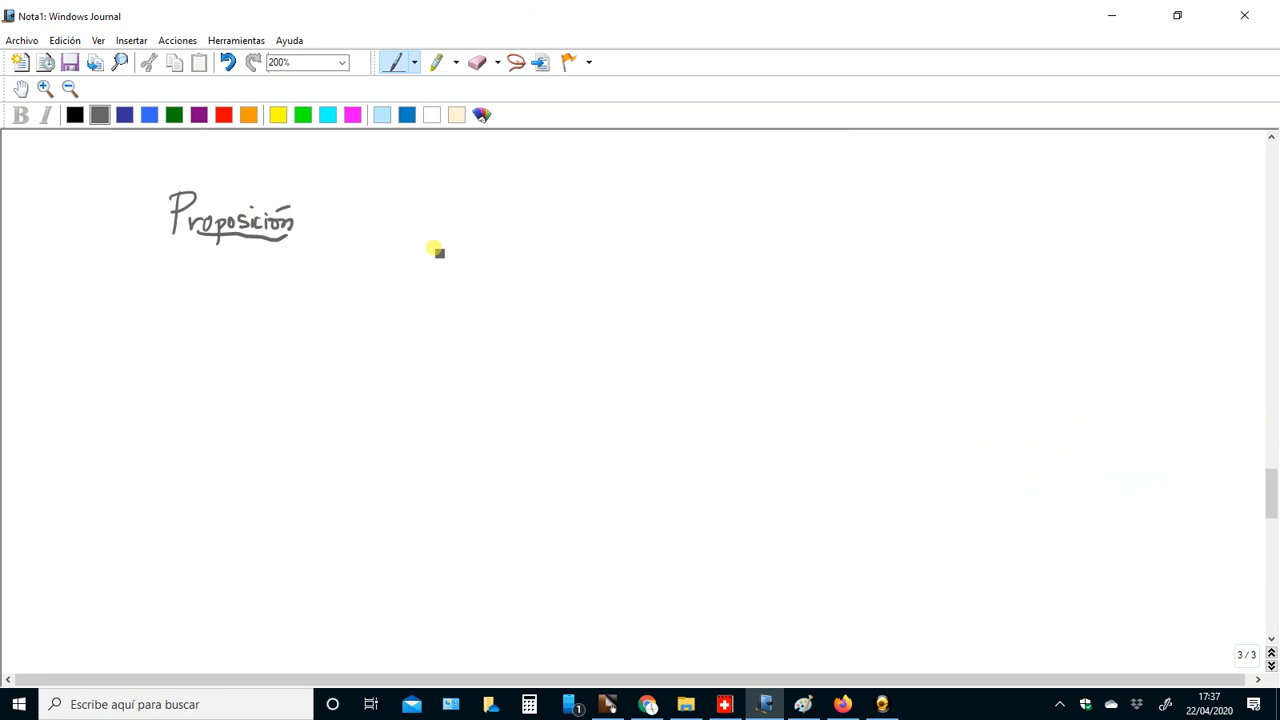 Nota1: Windows Journal
Archivo Edición Ver Insertar Acciones Herramientas Ayuda
200%
B I
Proposición
3 / 3
Escribe aquí para buscar
1
17:37
22/04/2020